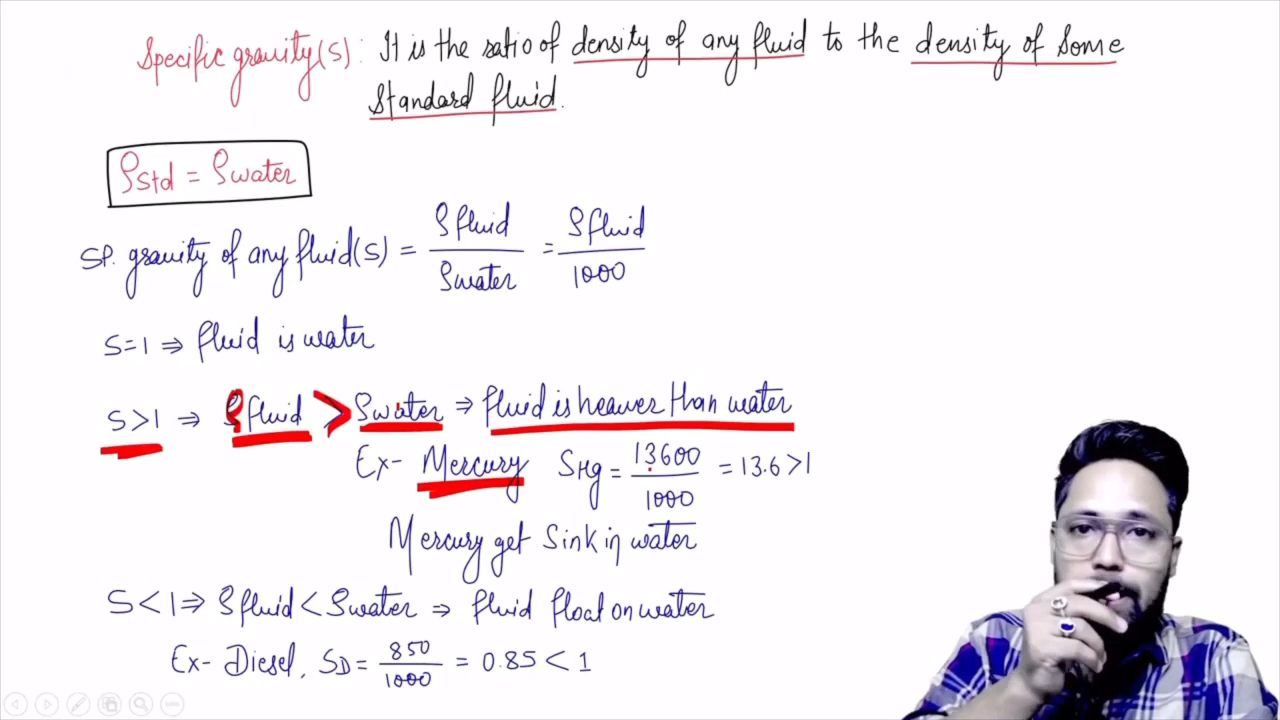 Specific gravity(S): It is the ratio of density of any fluid to the density of Some
Standard fluid.
ρstd = ρwater
SP. gravity of any fluid(S) = ρfluid / ρwater = ρfluid / 1000
S=1 ⇒ fluid is water
S>1 ⇒ ρfluid > ρwater ⇒ fluid is heavier than water
Ex- Mercury SHg = 13600 / 1000 = 13.6 >1
Mercury get Sink in water
S < 1 ⇒ ρfluid < ρwater ⇒ fluid float on water
Ex- Diesel, SD = 850 / 1000 = 0.85 < 1